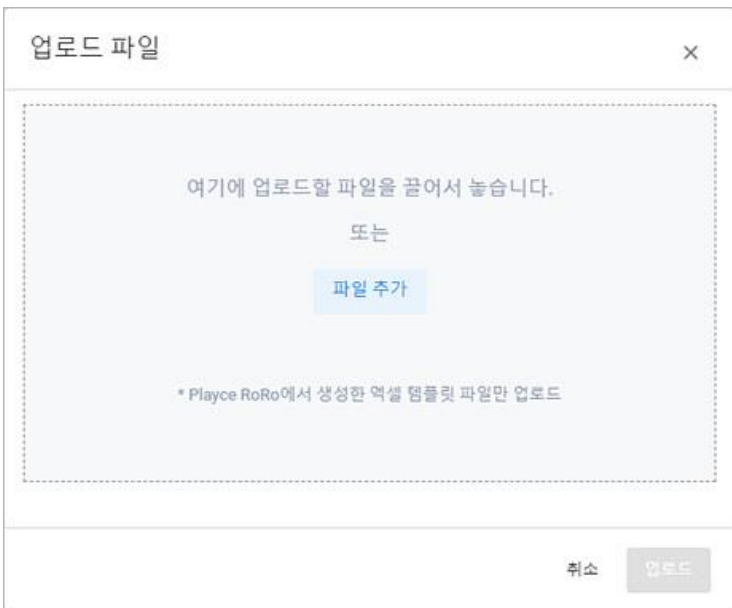 업로드 파일
여기에 업로드할 파일을 끌어서 놓습니다.
또는
파일 추가
* Playce RoRo에서 생성한 엑셀 템플릿 파일만 업로드
취소
업로드